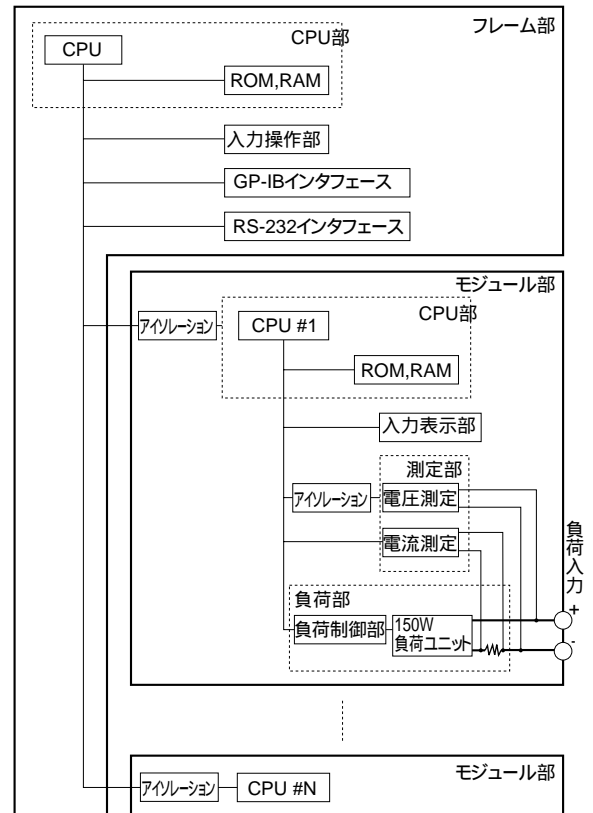 フレーム部
CPU部
CPU
ROM,RAM
入力操作部
GP-IBインタフェース
RS-232インタフェース
モジュール部
CPU部
アイソレーション
CPU #1
ROM,RAM
入力表示部
測定部
アイソレーション
電圧測定
電流測定
負荷入力
+
-
負荷部
負荷制御部
150W
負荷ユニット
モジュール部
アイソレーション
CPU #N